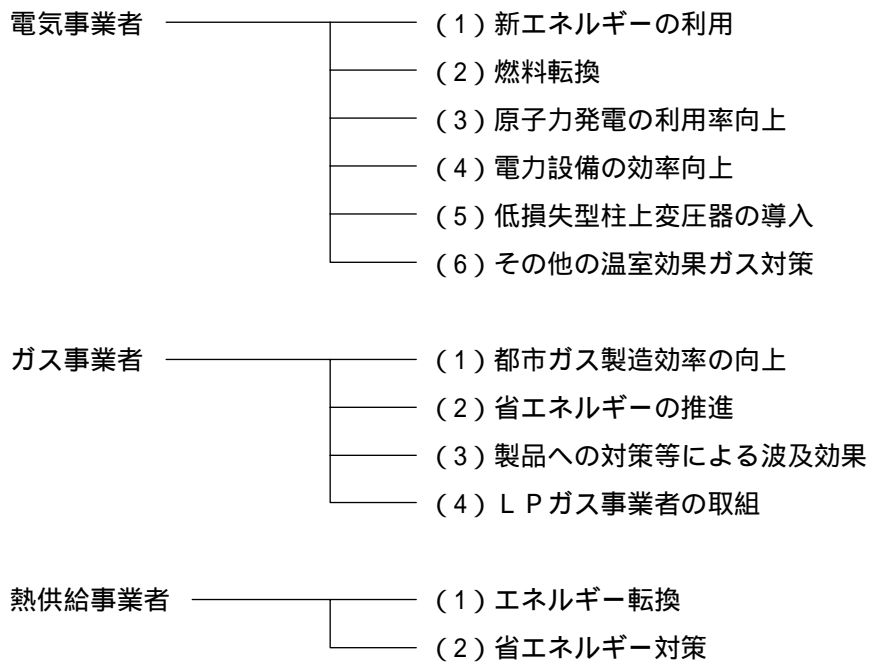 電気事業者 （1）新エネルギーの利用
（2）燃料転換
（3）原子力発電の利用率向上
（4）電力設備の効率向上
（5）低損失型柱上変圧器の導入
（6）その他の温室効果ガス対策
ガス事業者 （1）都市ガス製造効率の向上
（2）省エネルギーの推進
（3）製品への対策等による波及効果
（4）ＬＰガス事業者の取組
熱供給事業者 （1）エネルギー転換
（2）省エネルギー対策